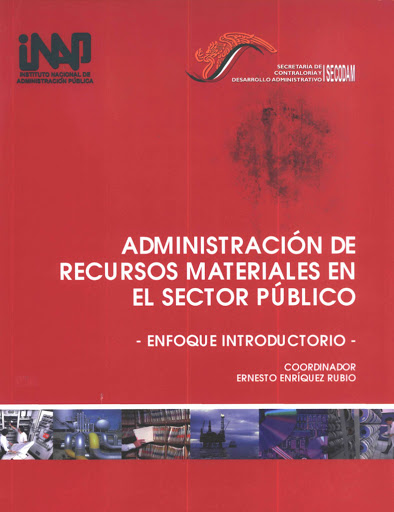 INAP
INSTITUTO NACIONAL DE
ADMINISTRACIÓN PÚBLICA
SECRETARIA DE
CONTRALORÍA Y
DESARROLLO ADMINISTRATIVO
SECODAM
ADMINISTRACIÓN DE
RECURSOS MATERIALES EN
EL SECTOR PÚBLICO
- ENFOQUE INTRODUCTORIO -
COORDINADOR
ERNESTO ENRÍQUEZ RUBIO